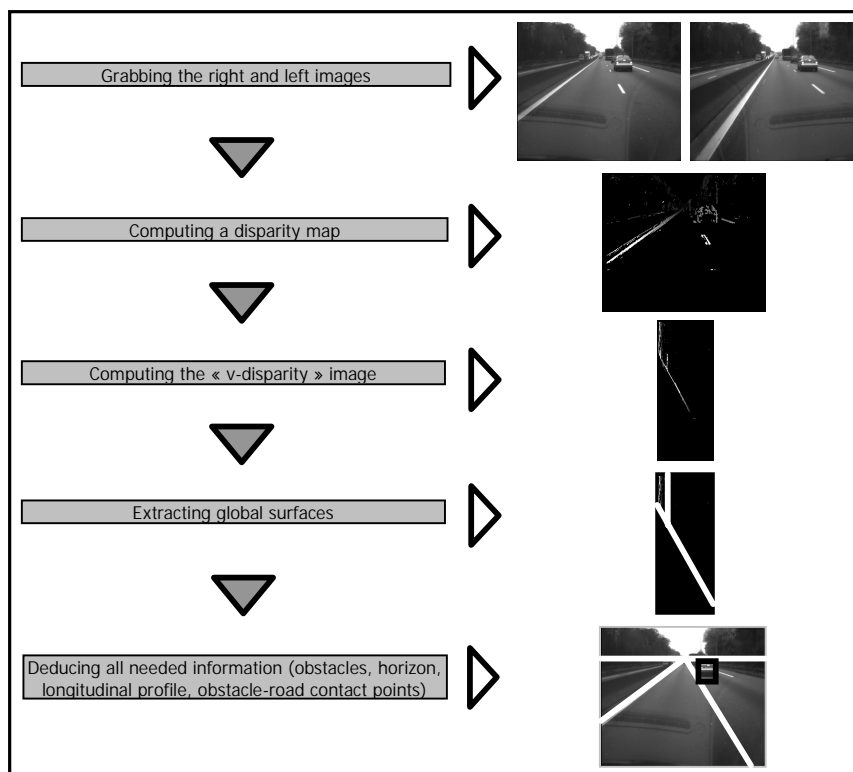 Grabbing the right and left images
Computing a disparity map
Computing the « v-disparity » image
Extracting global surfaces
Deducing all needed information (obstacles, horizon,
longitudinal profile, obstacle-road contact points)